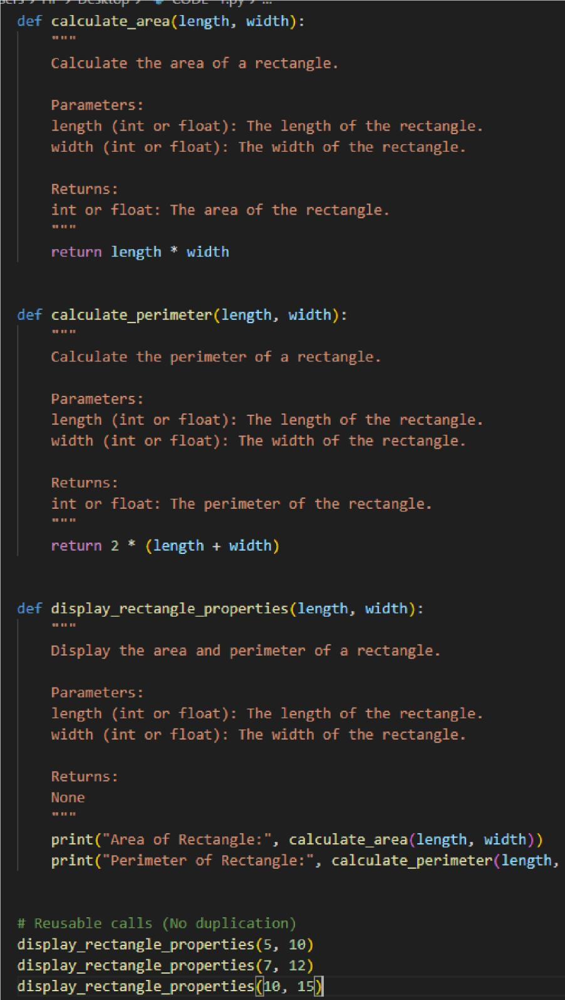 def calculate_area(length, width):
    """
    Calculate the area of a rectangle.

    Parameters:
    length (int or float): The length of the rectangle.
    width (int or float): The width of the rectangle.

    Returns:
    int or float: The area of the rectangle.
    """
    return length * width

def calculate_perimeter(length, width):
    """
    Calculate the perimeter of a rectangle.

    Parameters:
    length (int or float): The length of the rectangle.
    width (int or float): The width of the rectangle.

    Returns:
    int or float: The perimeter of the rectangle.
    """
    return 2 * (length + width)

def display_rectangle_properties(length, width):
    """
    Display the area and perimeter of a rectangle.

    Parameters:
    length (int or float): The length of the rectangle.
    width (int or float): The width of the rectangle.

    Returns:
    None
    """
    print("Area of Rectangle:", calculate_area(length, width))
    print("Perimeter of Rectangle:", calculate_perimeter(length,

# Reusable calls (No duplication)
display_rectangle_properties(5, 10)
display_rectangle_properties(7, 12)
display_rectangle_properties(10, 15)